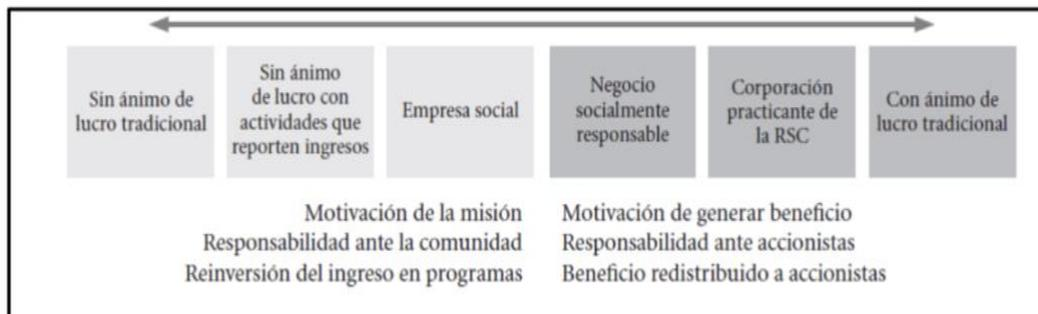 Sin ánimo de
lucro tradicional
Sin ánimo
de lucro con
actividades que
reporten ingresos
Empresa social
Negocio
socialmente
responsable
Corporación
practicante de
la RSC
Con ánimo de
lucro tradicional
Motivación de la misión
Responsabilidad ante la comunidad
Reinversión del ingreso en programas
Motivación de generar beneficio
Responsabilidad ante accionistas
Beneficio redistribuido a accionistas